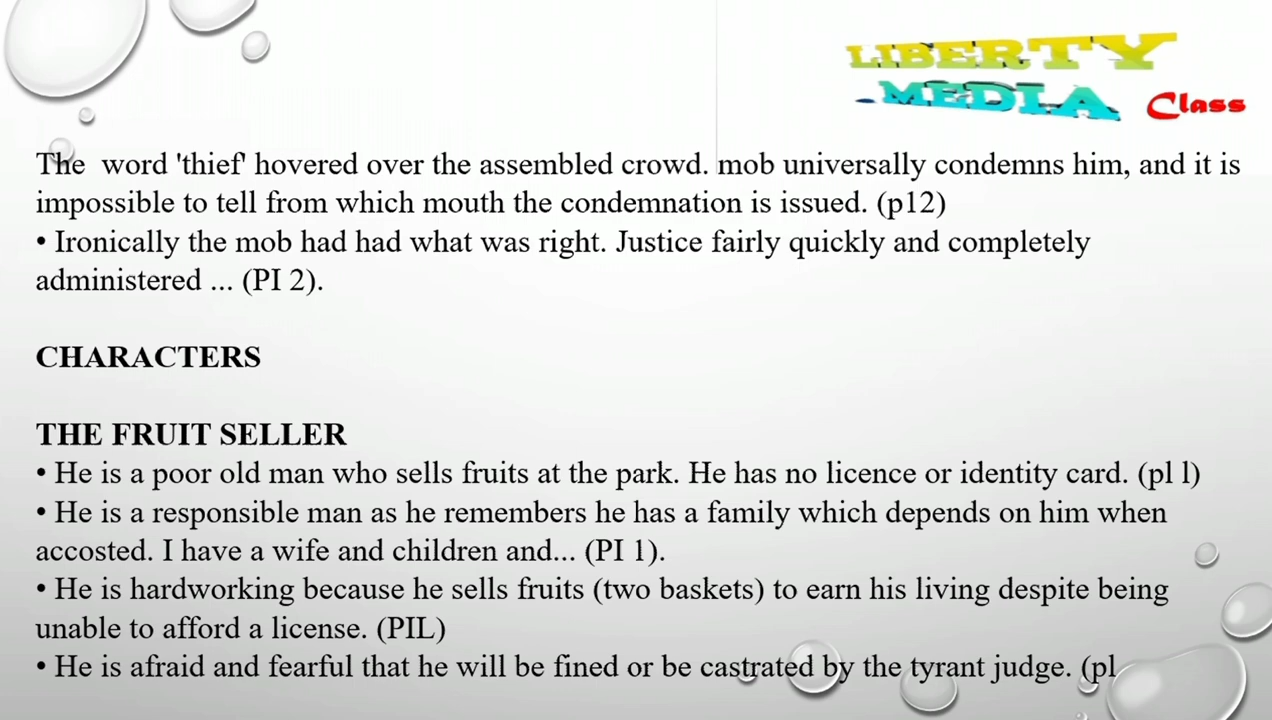 LIBERTY
MEDIA Class
The word 'thief' hovered over the assembled crowd. mob universally condemns him, and it is
impossible to tell from which mouth the condemnation is issued. (p12)
• Ironically the mob had had what was right. Justice fairly quickly and completely
administered ... (PI 2).
CHARACTERS
THE FRUIT SELLER
• He is a poor old man who sells fruits at the park. He has no licence or identity card. (pl l)
• He is a responsible man as he remembers he has a family which depends on him when
accosted. I have a wife and children and... (PI 1).
• He is hardworking because he sells fruits (two baskets) to earn his living despite being
unable to afford a license. (PIL)
• He is afraid and fearful that he will be fined or be castrated by the tyrant judge. (pl